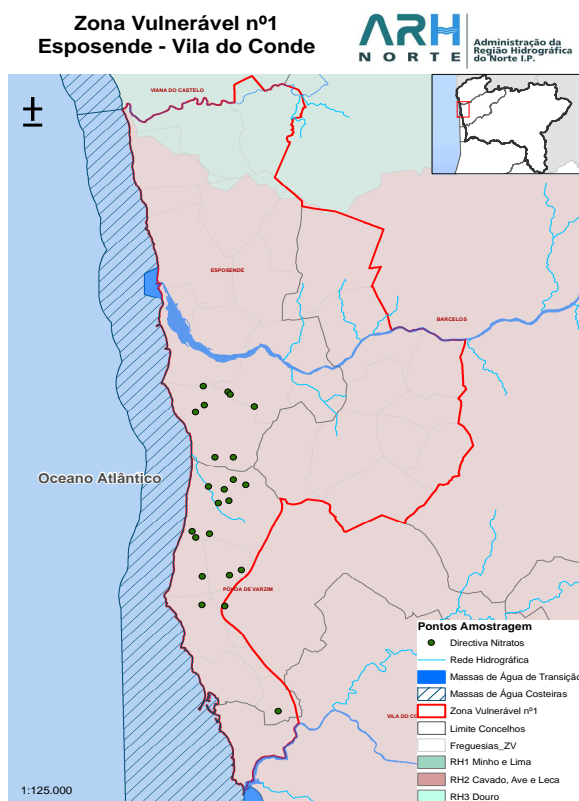 Zona Vulnerável nº1
Esposende - Vila do Conde
ARH
NORTE
Administração da
Região Hidrográfica
do Norte I.P.
VIANA DO CASTELO
ESPOSENDE
BARCELOS
Oceano Atlântico
PÓVOA DE VARZIM
VILA DO CO
Pontos Amostragem
Directiva Nitratos
Rede Hidrográfica
Massas de Água de Transição
Massas de Água Costeiras
Zona Vulnerável nº1
Limite Concelhos
Freguesias_ZV
RH1 Minho e Lima
RH2 Cavado, Ave e Leca
RH3 Douro
1:125.000